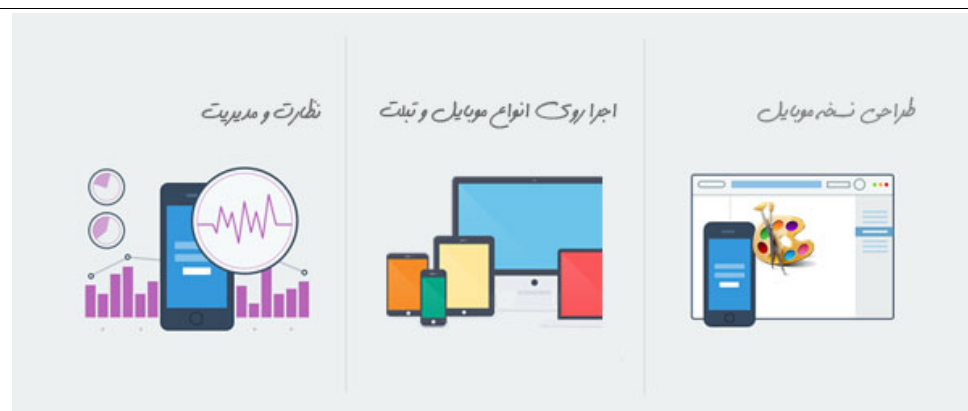 طراحی نسخه موبایل
اجرا روی انواع موبایل و تبلت
نظارت و مدیریت